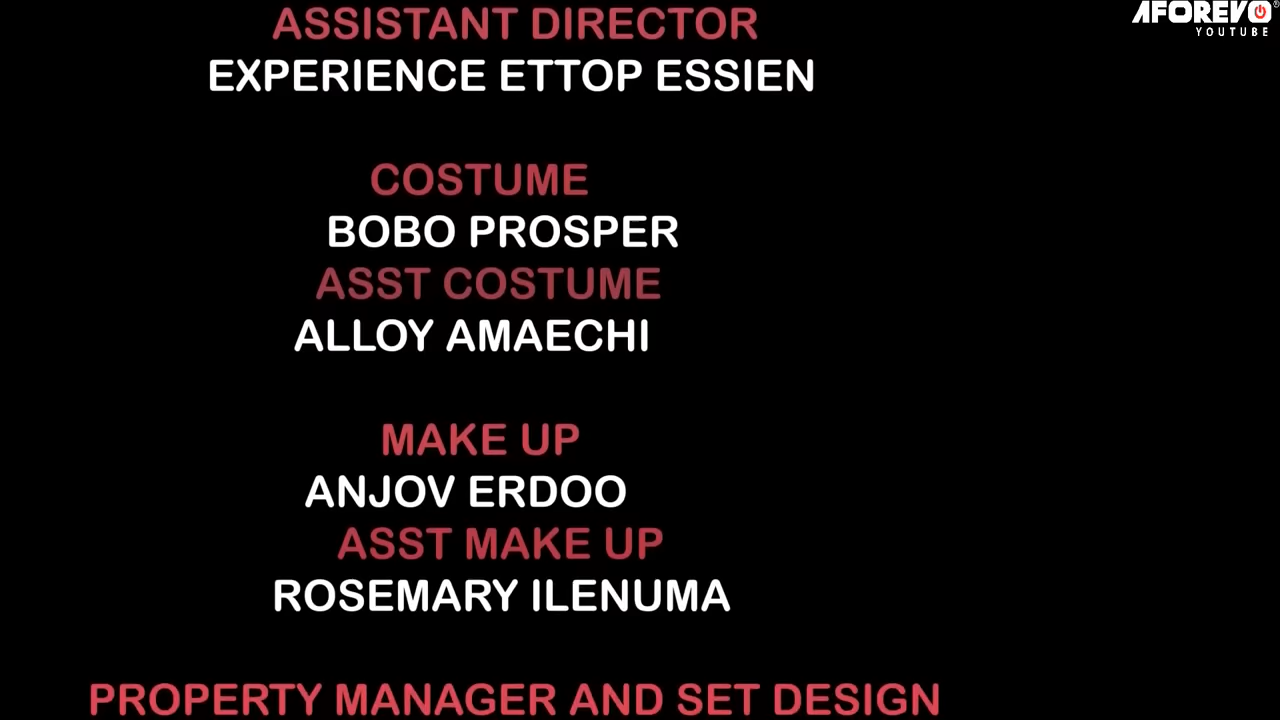 AFOREVO
YOUTUBE
ASSISTANT DIRECTOR
EXPERIENCE ETTOP ESSIEN
COSTUME
BOBO PROSPER
ASST COSTUME
ALLOY AMAECHI
MAKE UP
ANJOV ERDOO
ASST MAKE UP
ROSEMARY ILENUMA
PROPERTY MANAGER AND SET DESIGN